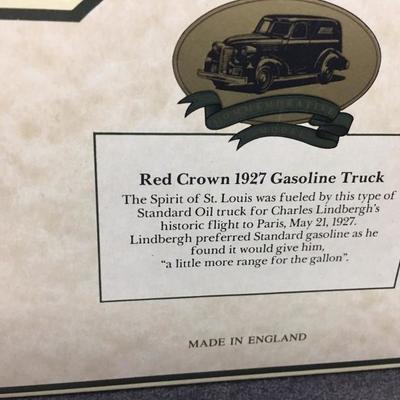 COMMEMORATIVE
MODEL
Red Crown 1927 Gasoline Truck
The Spirit of St. Louis was fueled by this type of
Standard Oil truck for Charles Lindbergh's
historic flight to Paris, May 21, 1927.
Lindbergh preferred Standard gasoline as he
found it would give him,
"a little more range for the gallon".
MADE IN ENGLAND